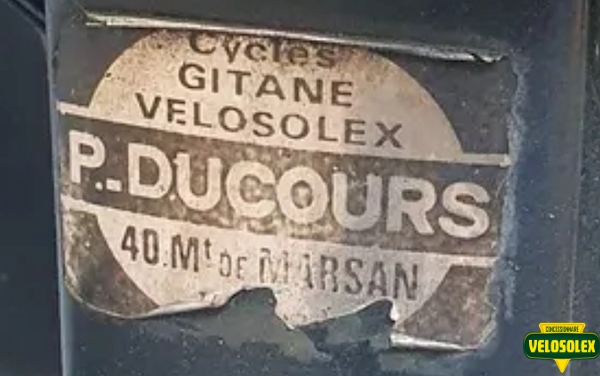 Cycles
GITANE
VELOSOLEX
P.-DUCOURS
40.Mt DE MARSAN
CONCESSIONNAIRE
VELOSOLEX